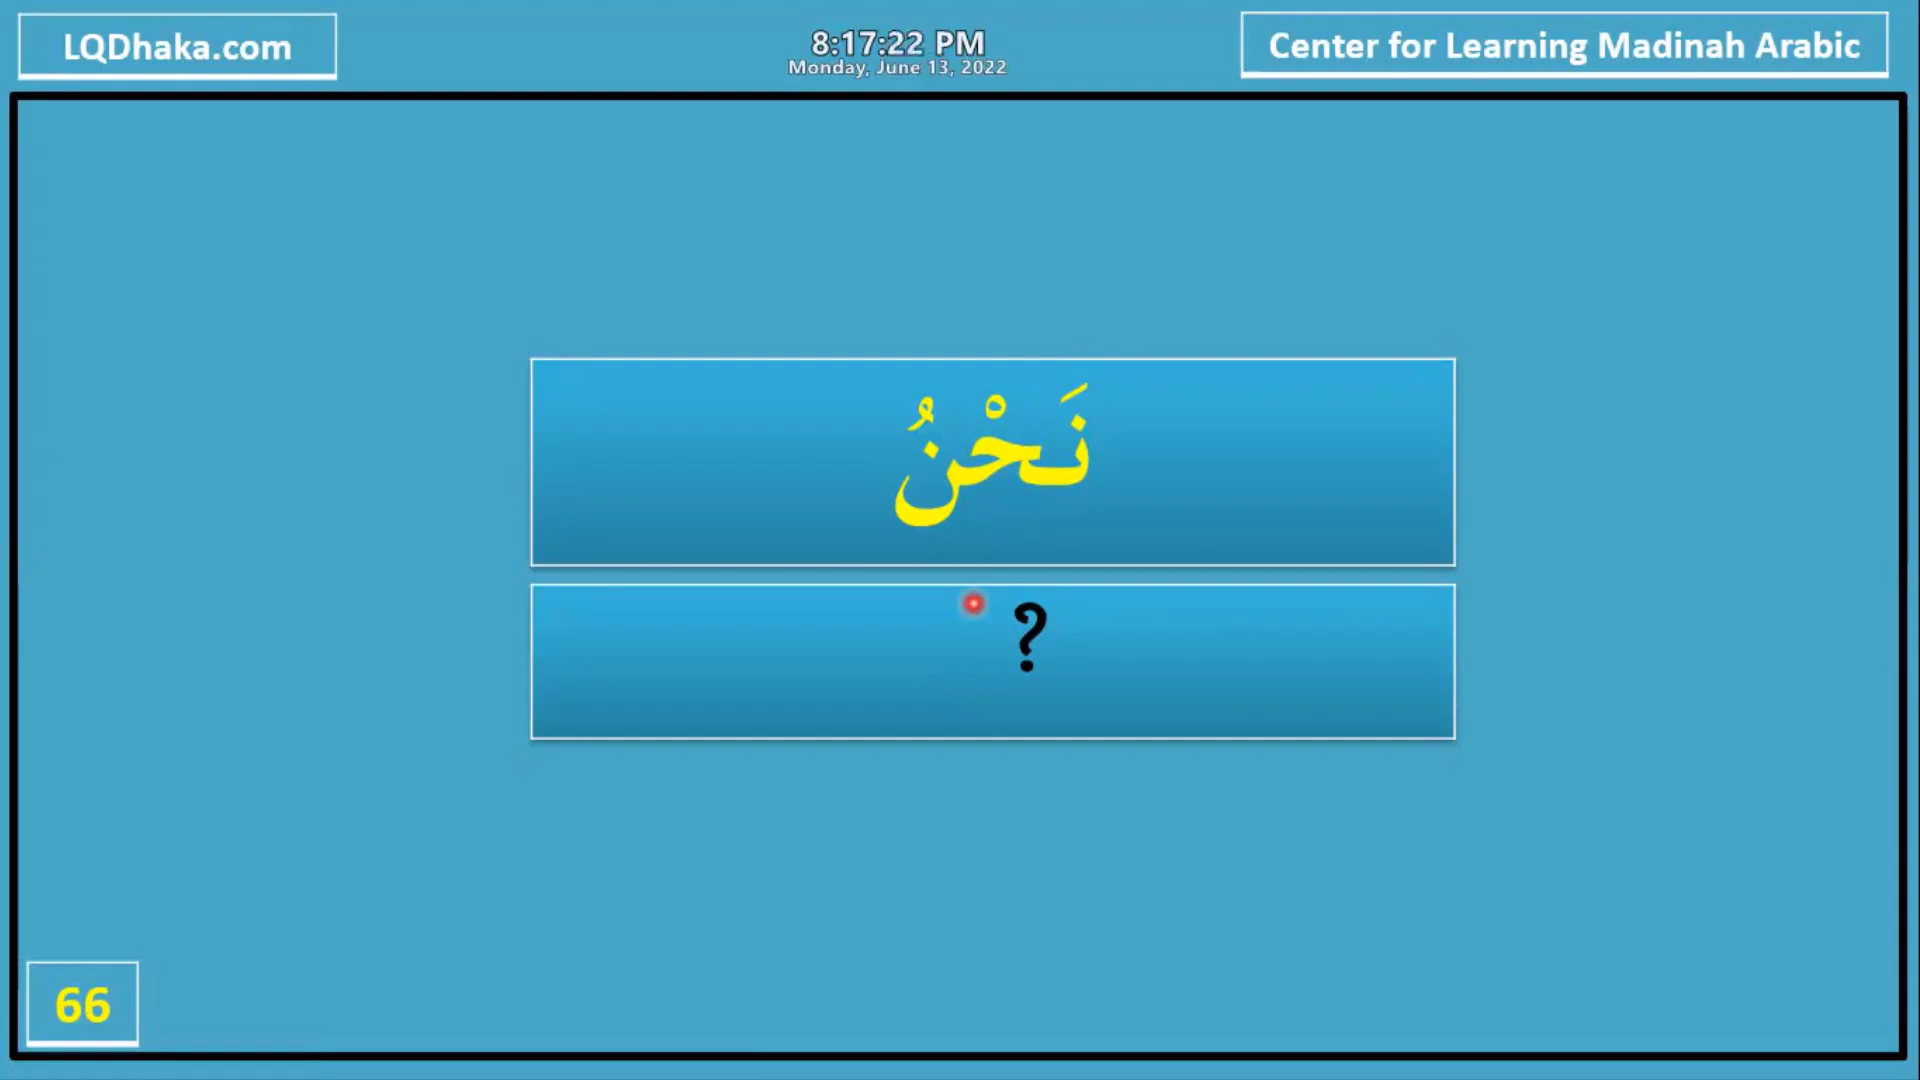 LQDhaka.com
8:17:22 PM
Monday, June 13, 2022
Center for Learning Madinah Arabic
نَحْنُ
?
66